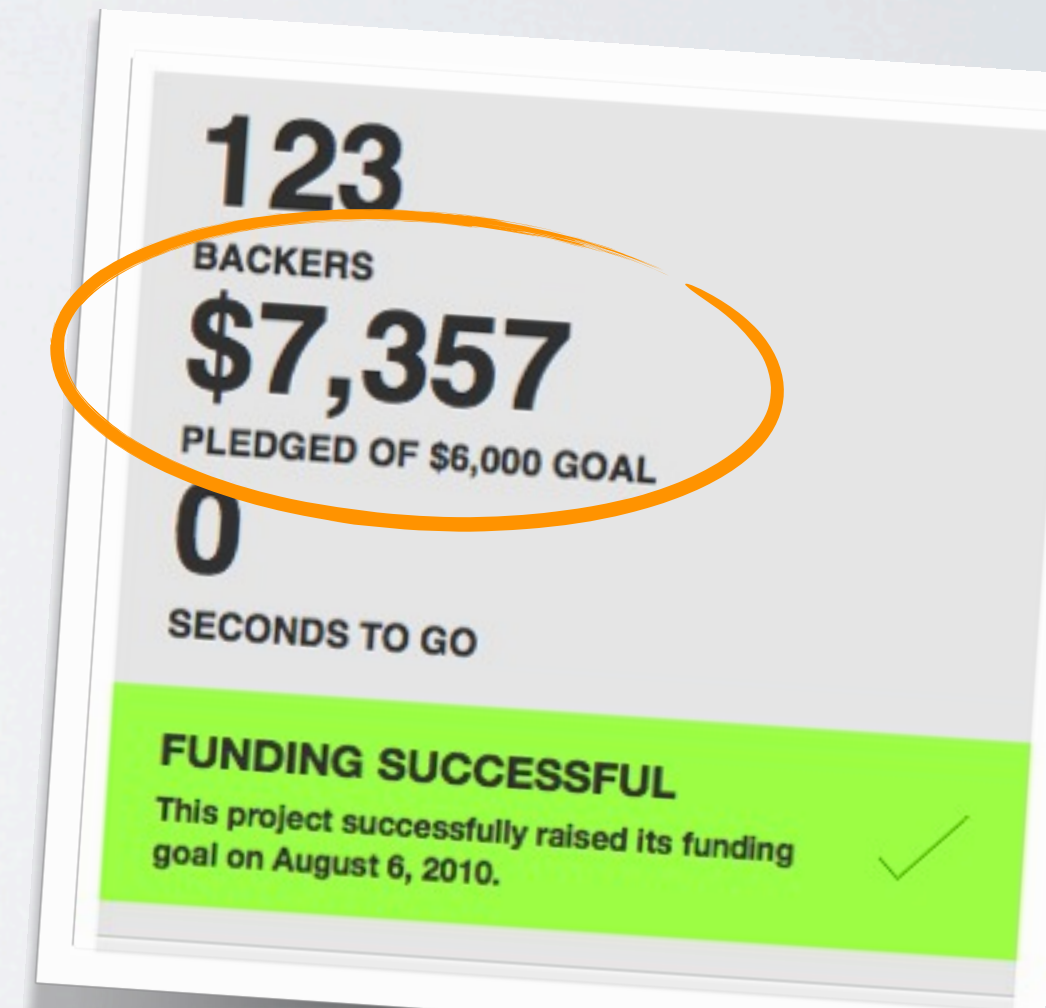 123
BACKERS
$7,357
PLEDGED OF $6,000 GOAL
0
SECONDS TO GO
FUNDING SUCCESSFUL
This project successfully raised its funding
goal on August 6, 2010.